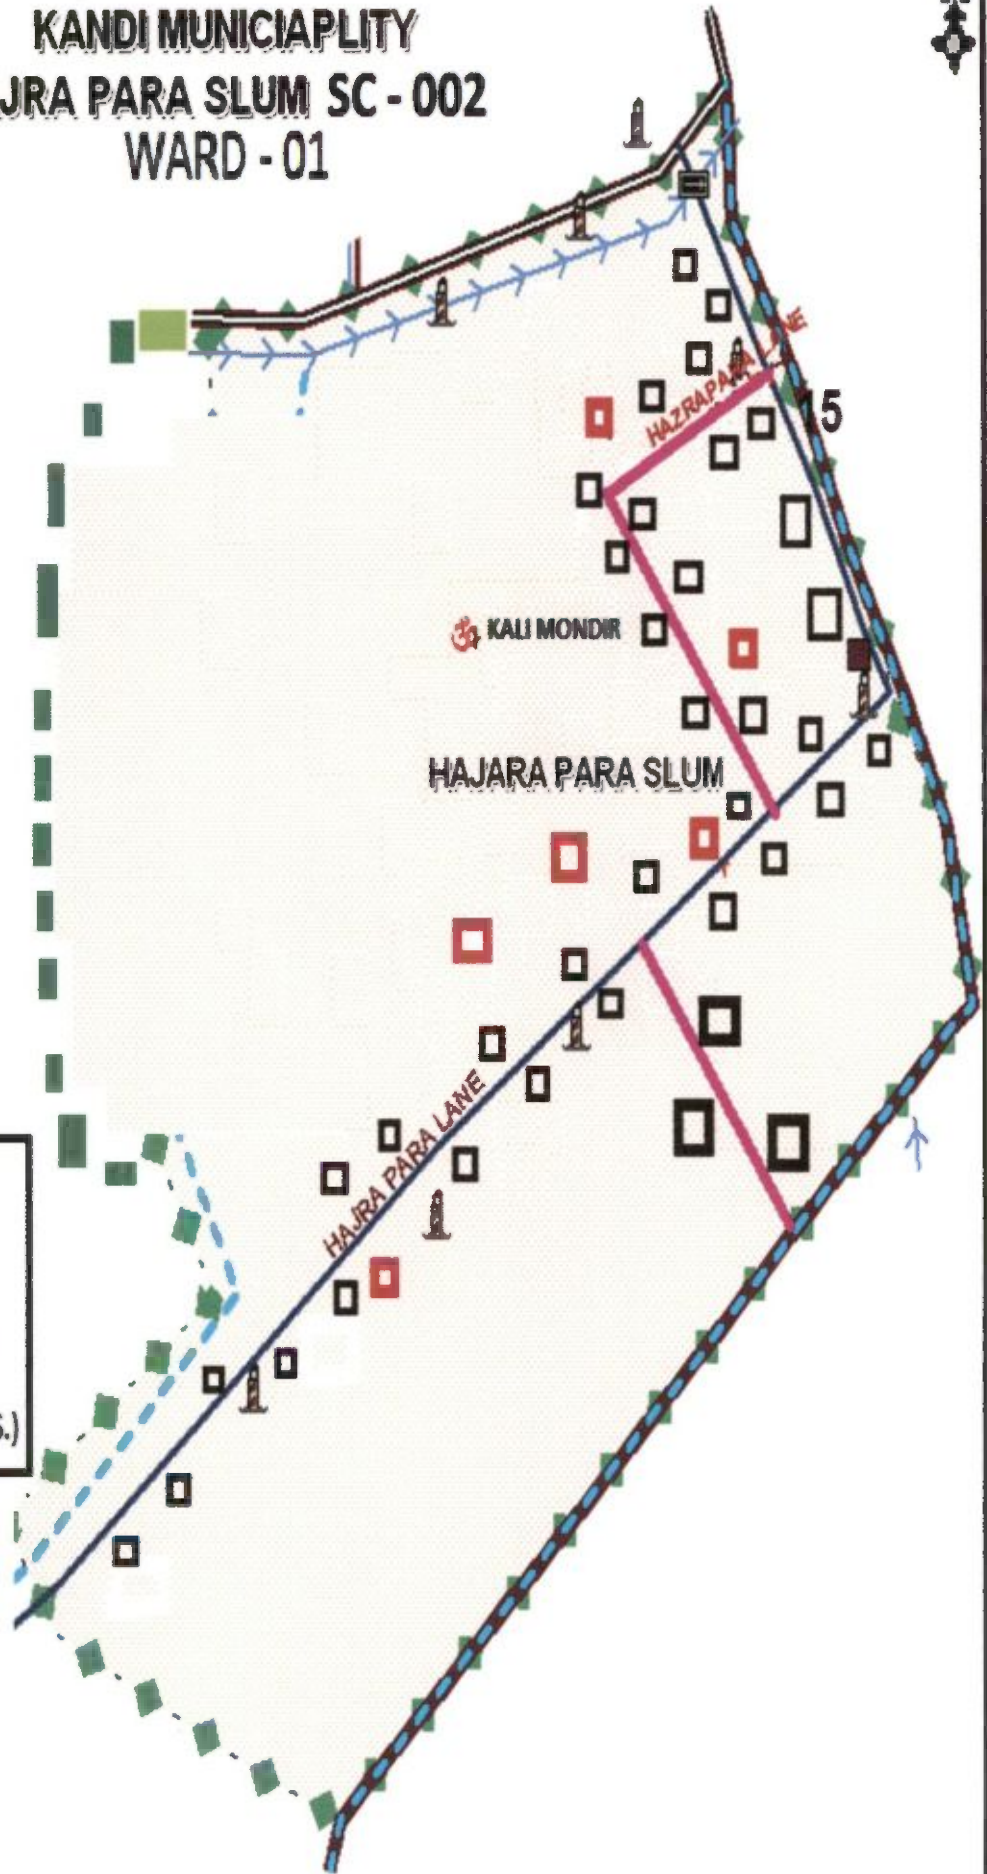 KANDI MUNICIAPLITY
JRA PARA SLUM SC - 002
WARD - 01
HAZRAPARA LANE
15
KALI MONDIR
HAJARA PARA SLUM
HAJRA PARA LANE
S.)